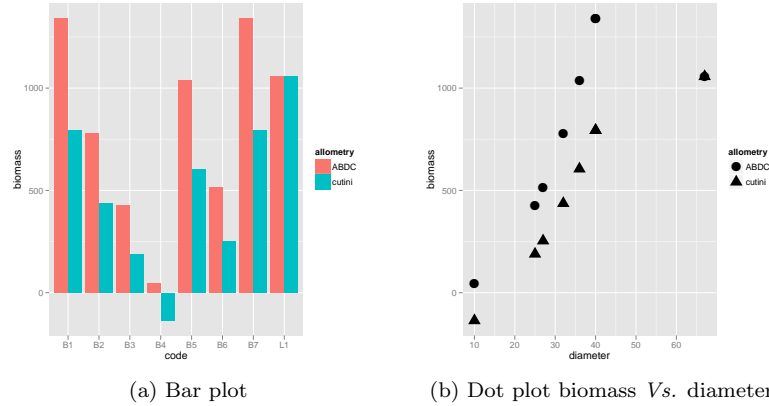 1000
500
0
biomass
B1 B2 B3 B4 B5 B6 B7 L1
code
allometry
ABDC
cutini
(a) Bar plot
1000
500
0
biomass
10 20 30 40 50 60
diameter
allometry
ABDC
cutini
(b) Dot plot biomass Vs. diameter